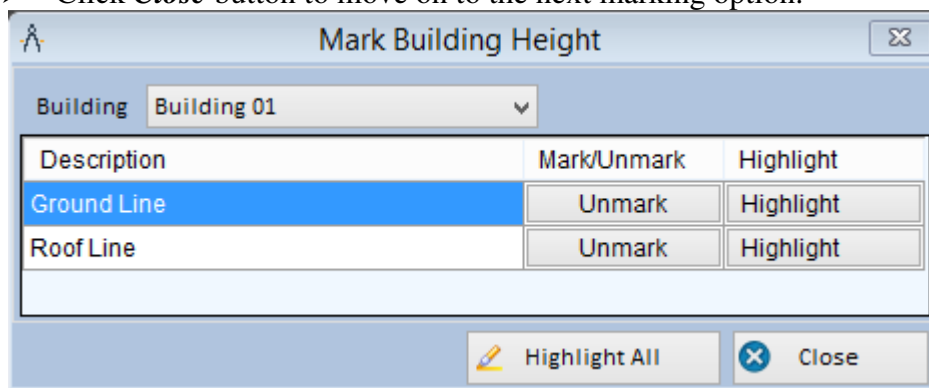 Click Close button to move on to the next marking option.
Mark Building Height
Building Building 01
Description Mark/Unmark Highlight
Ground Line Unmark Highlight
Roof Line Unmark Highlight
Highlight All Close